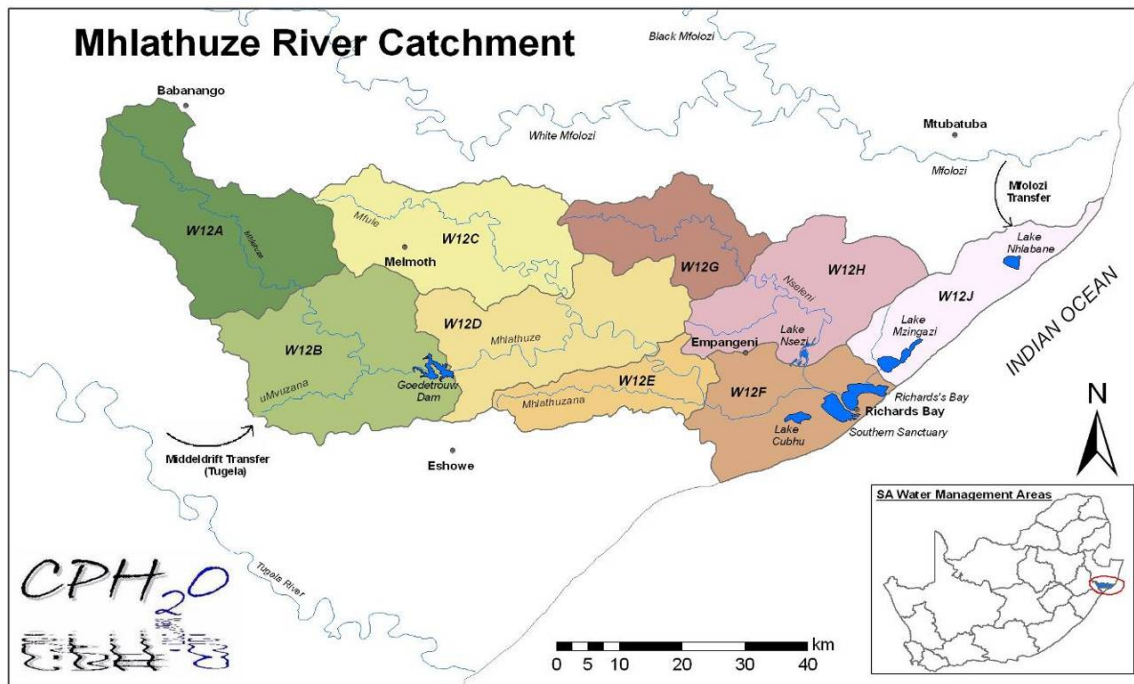 Mhlathuze River Catchment
Black Mfolozi
Babanango
White Mfolozi
Mtubatuba
Mfolozi
Mfolozi
Transfer
W12A
Mhlatuze
Mfule
W12C
Melmoth
W12G
W12H
Nseleni
Lake
Nhlabane
W12J
W12B
uMvuzana
W12D
Mhlathuze
Goedetrouw
Dam
Empangeni
Lake
Nsezi
Lake
Mzingazi
INDIAN OCEAN
W12E
Mhlathuzana
W12F
Lake
Cubhu
Richards's Bay
Richards Bay
Southern Sanctuary
Middeldrift Transfer
(Tugela)
Eshowe
Tugela River
N
SA Water Management Areas
CPH2O
km
0 5 10 20 30 40